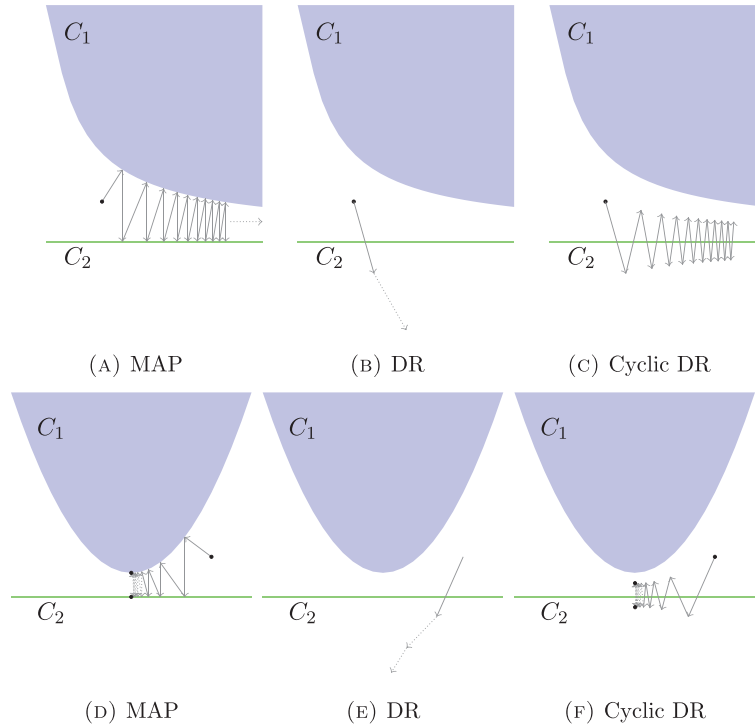 C₁
C₂
(A) MAP
C₁
C₂
(B) DR
C₁
C₂
(C) Cyclic DR
C₁
C₂
(D) MAP
C₁
C₂
(E) DR
C₁
C₂
(F) Cyclic DR